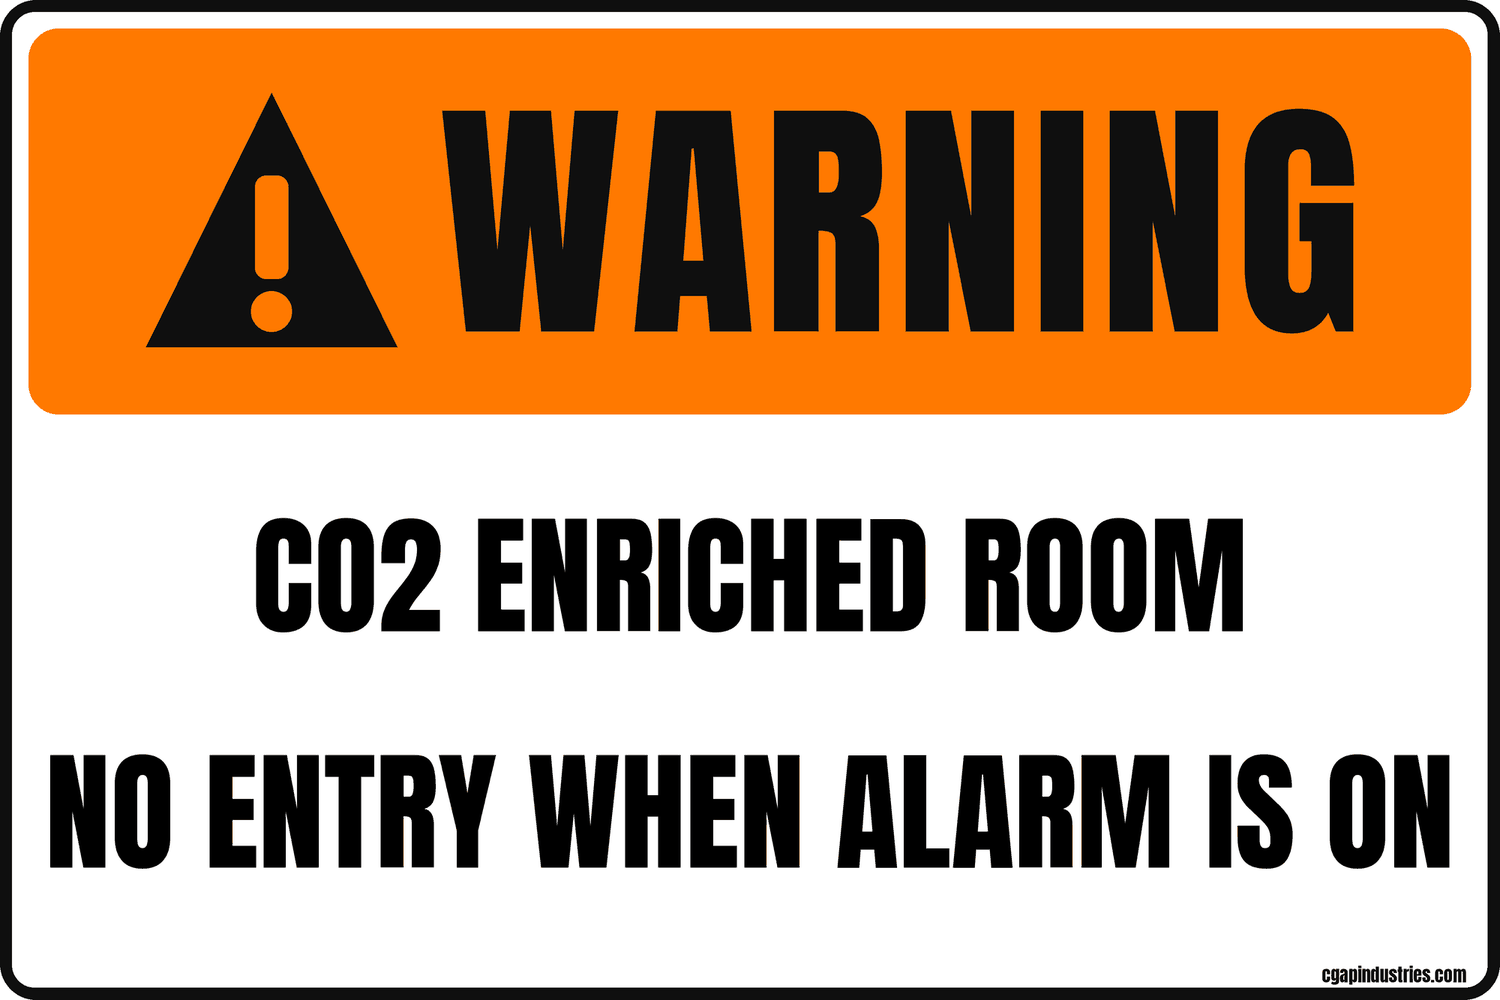 WARNING
CO2 ENRICHED ROOM
NO ENTRY WHEN ALARM IS ON
cgapindustries.com